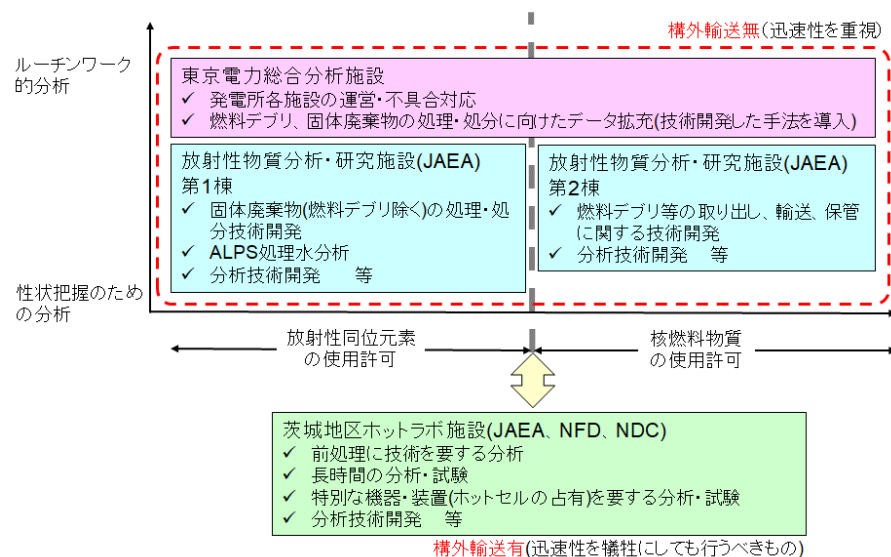 構外輸送無(迅速性を重視)
ルーチンワーク
的分析
東京電力総合分析施設
✓ 発電所各施設の運営・不具合対応
✓ 燃料デブリ、固体廃棄物の処理・処分に向けたデータ拡充(技術開発した手法を導入)
放射性物質分析・研究施設(JAEA)
第1棟
✓ 固体廃棄物(燃料デブリ除く)の処理・処
分技術開発
✓ ALPS処理水分析
✓ 分析技術開発 等
放射性物質分析・研究施設(JAEA)
第2棟
✓ 燃料デブリ等の取り出し、輸送、保管
に関する技術開発
✓ 分析技術開発 等
性状把握のため
の分析
放射性同位元素
の使用許可
核燃料物質
の使用許可
茨城地区ホットラボ施設(JAEA、NFD、NDC)
✓ 前処理に技術を要する分析
✓ 長時間の分析・試験
✓ 特別な機器・装置(ホットセルの占有)を要する分析・試験
✓ 分析技術開発 等
構外輸送有(迅速性を犠牲にしても行うべきもの)